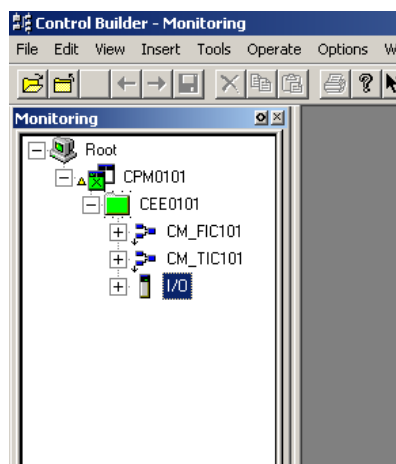 Control Builder - Monitoring
File Edit View Insert Tools Operate Options W
Monitoring
Root
CPM0101
CEE0101
CM_FIC101
CM_TIC101
I/O